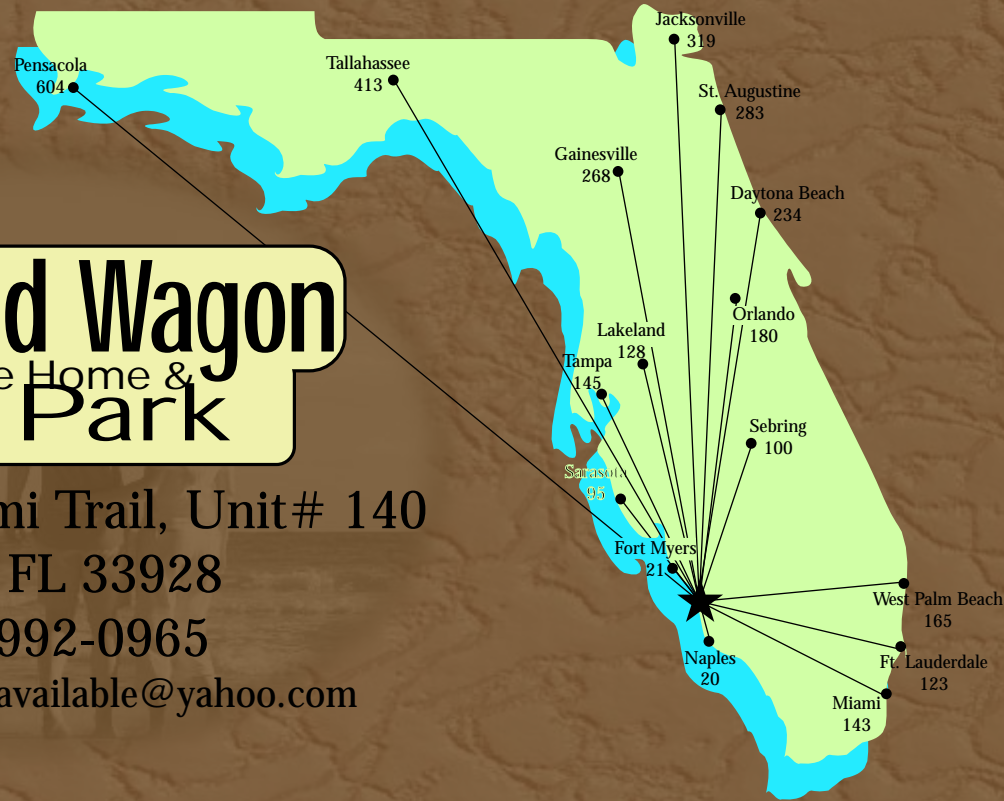 Jacksonville
319
Pensacola
604
Tallahassee
413
St. Augustine
283
Gainesville
268
Daytona Beach
234
d Wagon
e Home &
Park
Orlando
180
Lakeland
128
Tampa
145
Sebring
100
Sarasota
95
mi Trail, Unit# 140
FL 33928
992-0965
available@yahoo.com
Fort Myers
21
West Palm Beach
165
Naples
20
Ft. Lauderdale
123
Miami
143